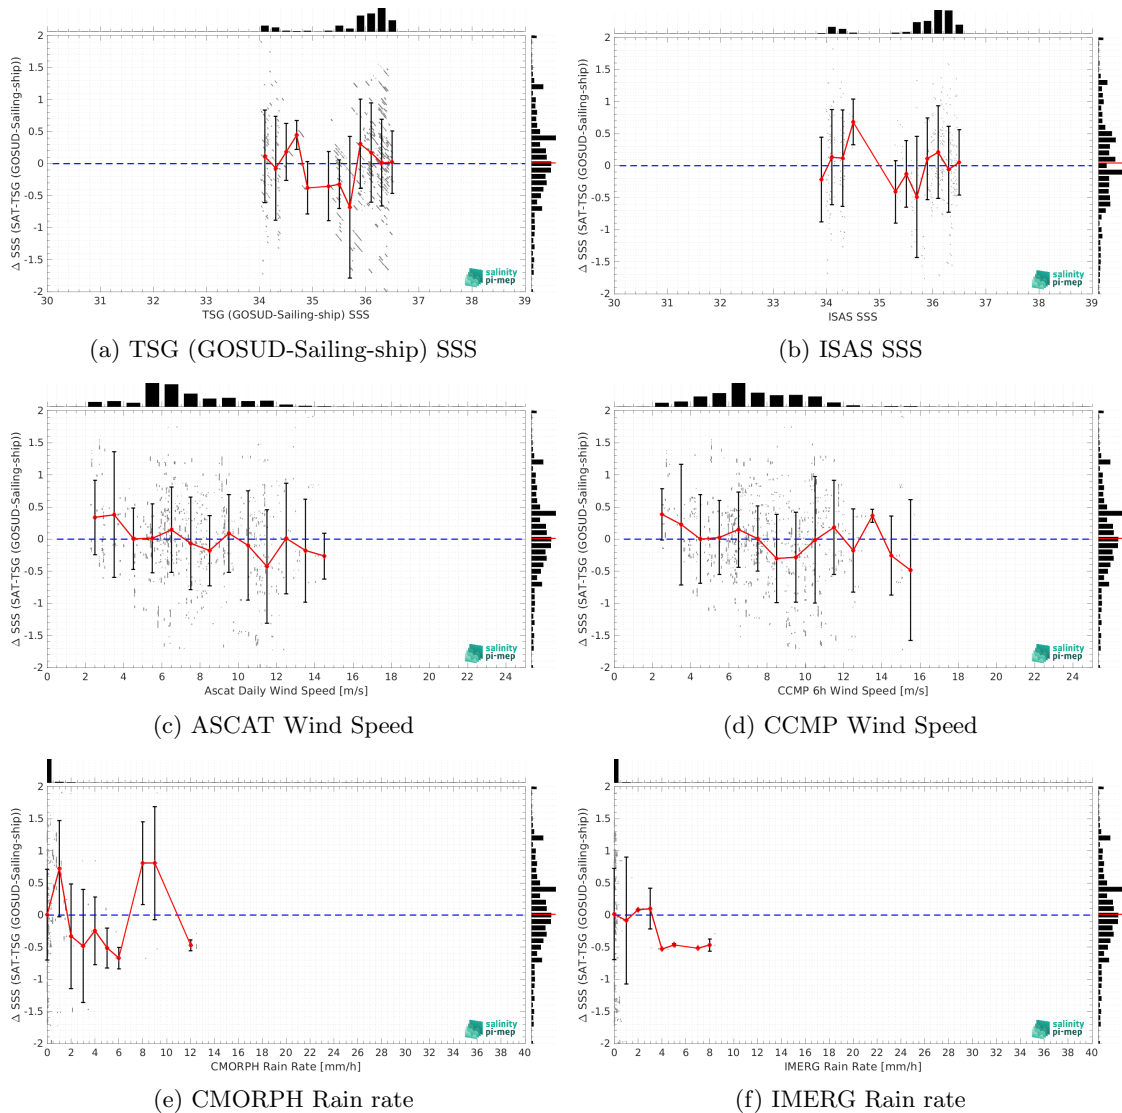 2
1.5
1
0.5
0
-0.5
-1
-1.5
-2
Δ SSS (SAT-TSG (GOSUD-Sailing-ship))
30 31 32 33 34 35 36 37 38 39
TSG (GOSUD-Sailing-ship) SSS
salinity
pi-mep
(a) TSG (GOSUD-Sailing-ship) SSS
2
1.5
1
0.5
0
-0.5
-1
-1.5
-2
Δ SSS (SAT-TSG (GOSUD-Sailing-ship))
30 31 32 33 34 35 36 37 38 39
ISAS SSS
salinity
pi-mep
(b) ISAS SSS
2
1.5
1
0.5
0
-0.5
-1
-1.5
-2
Δ SSS (SAT-TSG (GOSUD-Sailing-ship))
0 2 4 6 8 10 12 14 16 18 20 22 24
Ascat Daily Wind Speed [m/s]
salinity
pi-mep
(c) ASCAT Wind Speed
2
1.5
1
0.5
0
-0.5
-1
-1.5
-2
Δ SSS (SAT-TSG (GOSUD-Sailing-ship))
0 2 4 6 8 10 12 14 16 18 20 22 24
CCMP 6h Wind Speed [m/s]
salinity
pi-mep
(d) CCMP Wind Speed
2
1.5
1
0.5
0
-0.5
-1
-1.5
-2
Δ SSS (SAT-TSG (GOSUD-Sailing-ship))
0 2 4 6 8 10 12 14 16 18 20 22 24 26 28 30 32 34 36 38 40
CMORPH Rain Rate [mm/h]
salinity
pi-mep
(e) CMORPH Rain rate
2
1.5
1
0.5
0
-0.5
-1
-1.5
-2
Δ SSS (SAT-TSG (GOSUD-Sailing-ship))
0 2 4 6 8 10 12 14 16 18 20 22 24 26 28 30 32 34 36 38 40
IMERG Rain Rate [mm/h]
salinity
pi-mep
(f) IMERG Rain rate